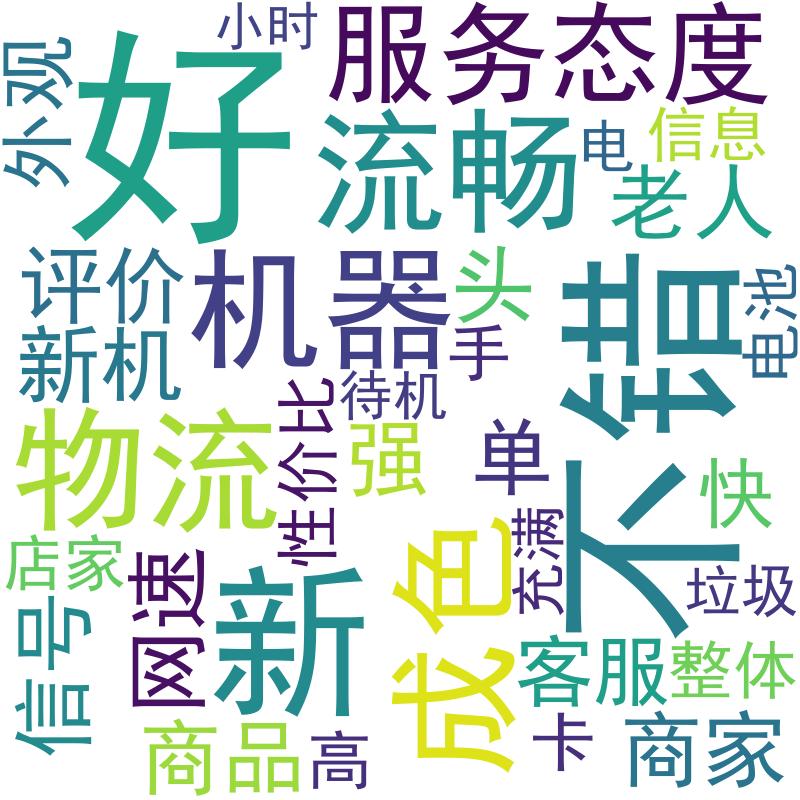 小时
服务态度
外观
好
流畅
电
信息
老人
评价
机器
头
不错
电池
新机
手
待机
性价比
物流
强
单
快
成色
充满
店家
网速
新
垃圾
信号
客服
整体
商品
高
卡
商家